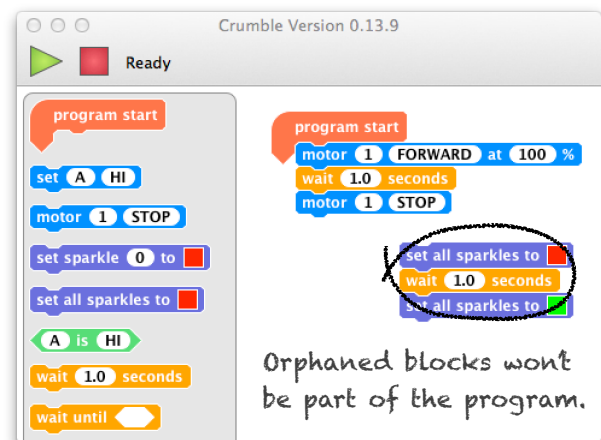 Crumble Version 0.13.9
Ready
program start
set A HI
motor 1 STOP
set sparkle 0 to
set all sparkles to
A is HI
wait 1.0 seconds
wait until
program start
motor 1 FORWARD at 100 %
wait 1.0 seconds
motor 1 STOP
set all sparkles to
wait 1.0 seconds
set all sparkles to
Orphaned blocks won't
be part of the program.